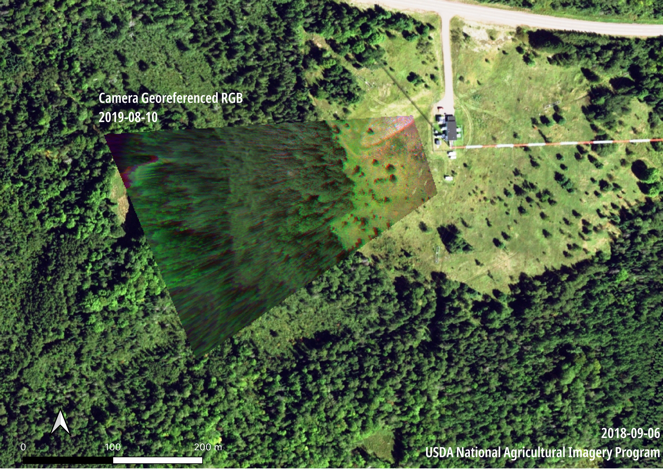 Camera Georeferenced RGB
2019-08-10
0 100 200 m
2018-09-06
USDA National Agricultural Imagery Program